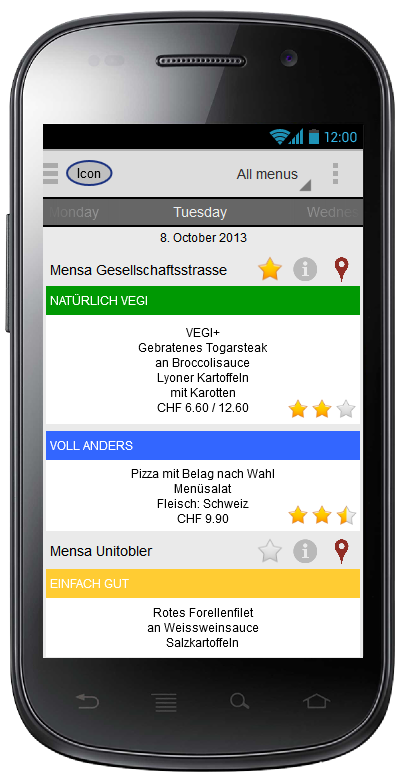 12:00
Icon
All menus
Monday Tuesday Wednes
8. October 2013
Mensa Gesellschaftsstrasse
NATÜRLICH VEGI
VEGI+
Gebratenes Togarsteak
an Broccolisauce
Lyoner Kartoffeln
mit Karotten
CHF 6.60 / 12.60
VOLL ANDERS
Pizza mit Belag nach Wahl
Menüsalat
Fleisch: Schweiz
CHF 9.90
Mensa Unitobler
EINFACH GUT
Rotes Forellenfilet
an Weissweinsauce
Salzkartoffeln